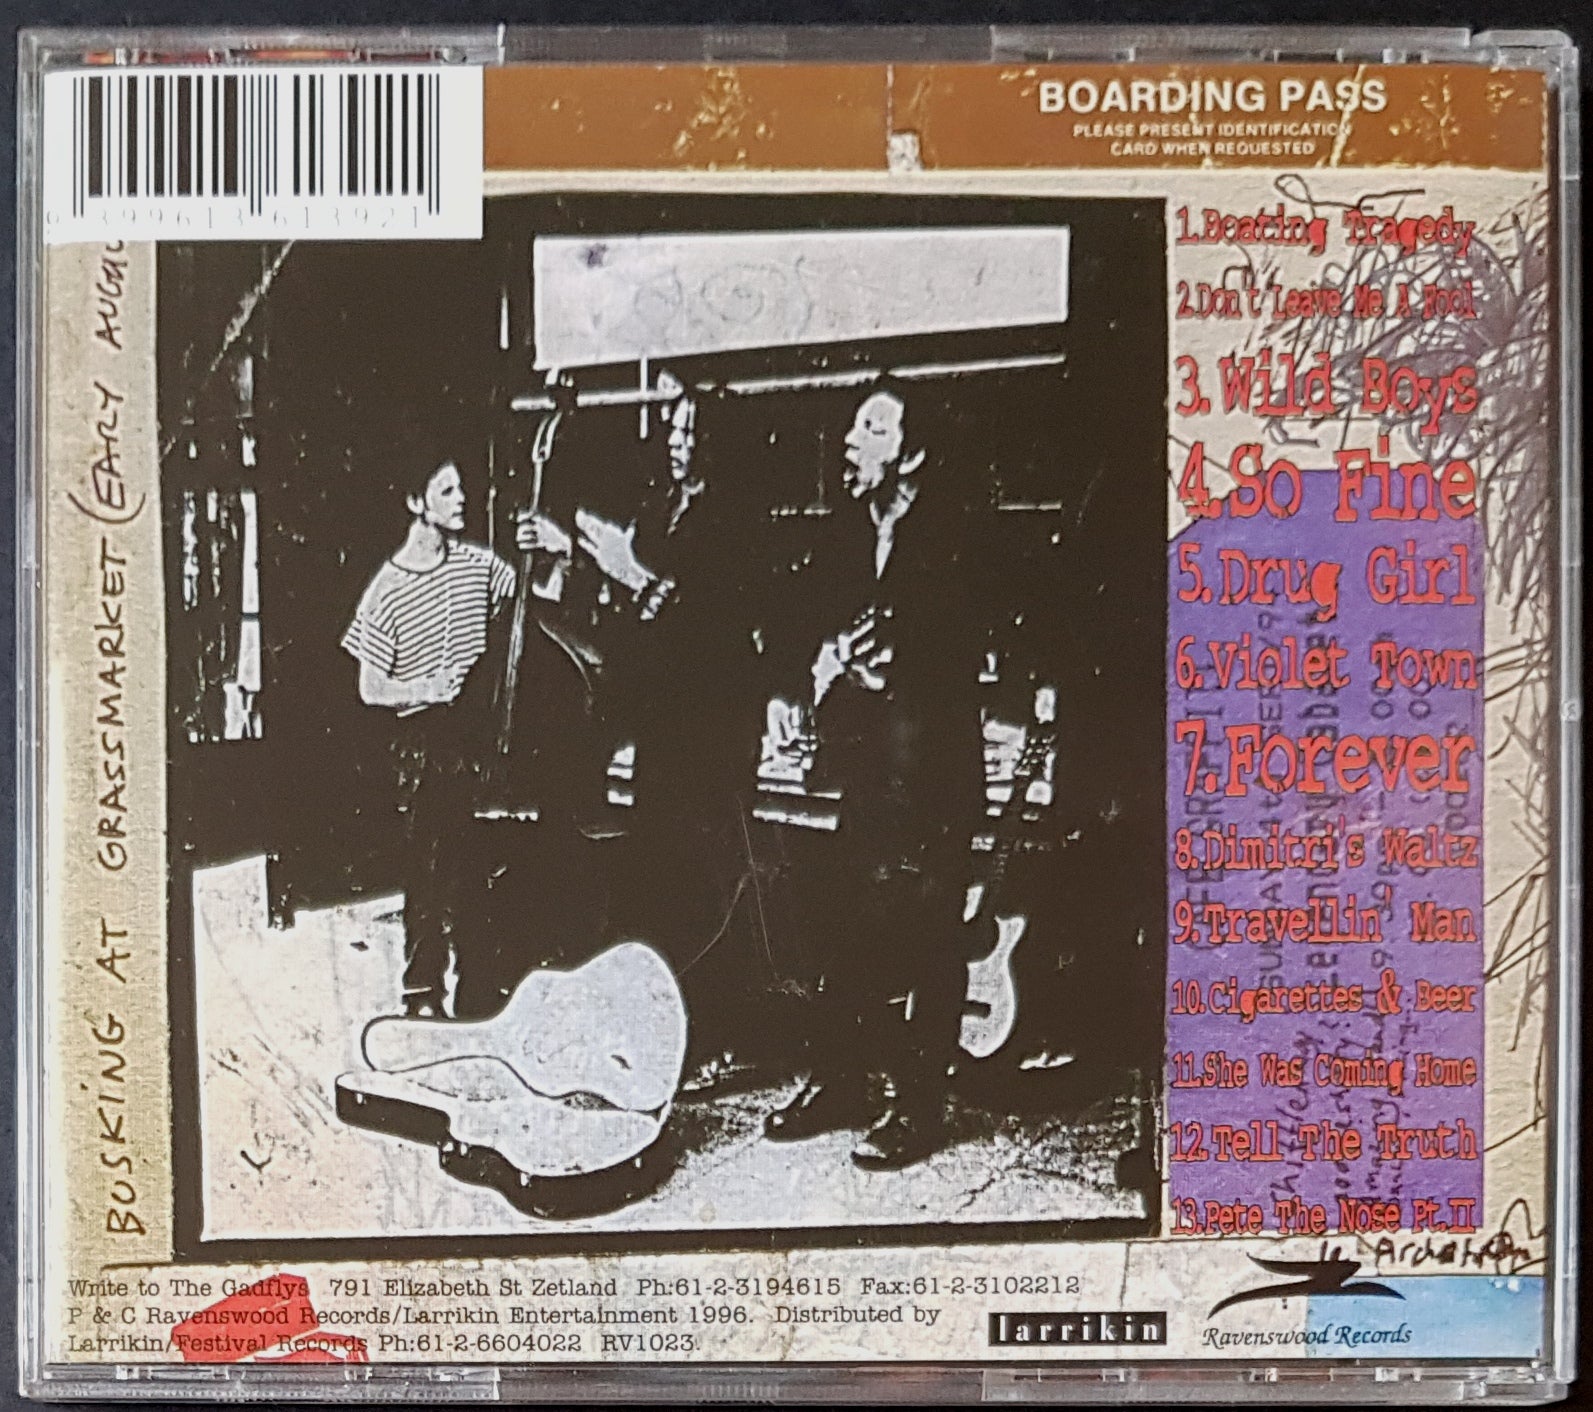 9 399613 613921
BOARDING PASS
PLEASE PRESENT IDENTIFICATION
CARD WHEN REQUESTED
BUSKING AT GRASSMARKET (EARLY
1.Boating Tragedy
2.Don't Leave Me A Fool
3.Wild Boys
4.So Fine
5.Drug Girl
6.Violet Town
7.Forever
8.Dimitri's Waltz
9.Travellin' Man
10.Cigarettes & Beer
11.She Was Coming Home
12.Tell The Truth
13.Pete The Nose Pt.II
Write to The Gadflys 791 Elizabeth St Zetland Ph:61-2-3194615 Fax:61-2-3102212
P & C Ravenswood Records/Larrikin Entertainment 1996. Distributed by
Larrikin/Festival Records Ph:61-2-6604022 RV1023.
larrikin
Ravenswood Records